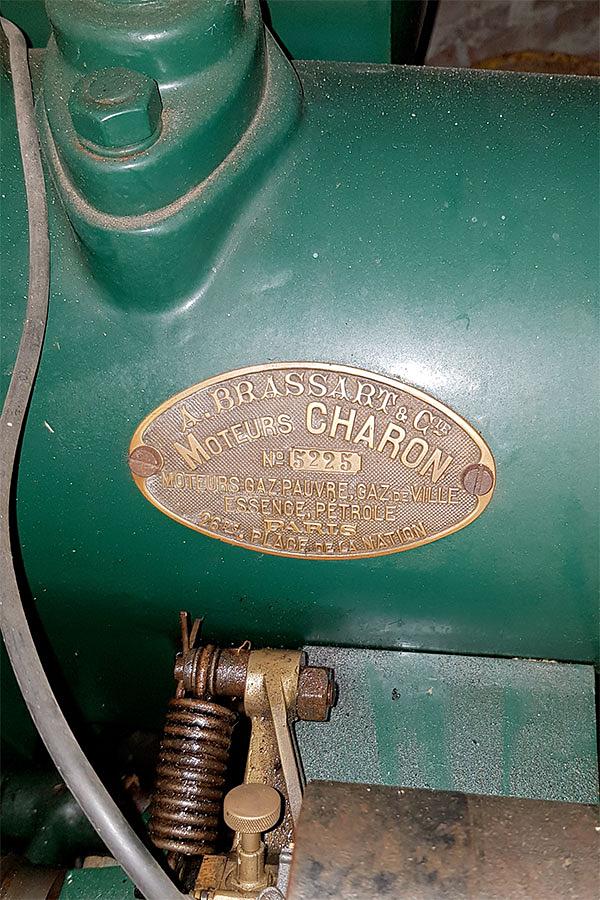 A. BRASSART & Cie
MOTEURS CHARON
No 5225
MOTEURS: GAZ PAUVRE, GAZ DE VILLE
ESSENCE, PETROLE
PARIS
PLACE DE LA NATION